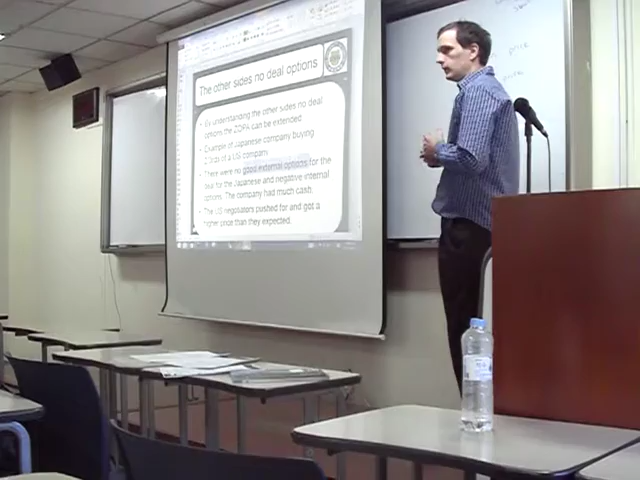 The other sides no deal options
• By understanding the other sides no deal
options the ZOPA can be extended
• Example of Japanese company buying
2/3rds of a US company.
• There were no good external options for the
deal for the Japanese and negative internal
options. The company had much cash.
• The US negotiators pushed for and got a
higher price than they expected.
price